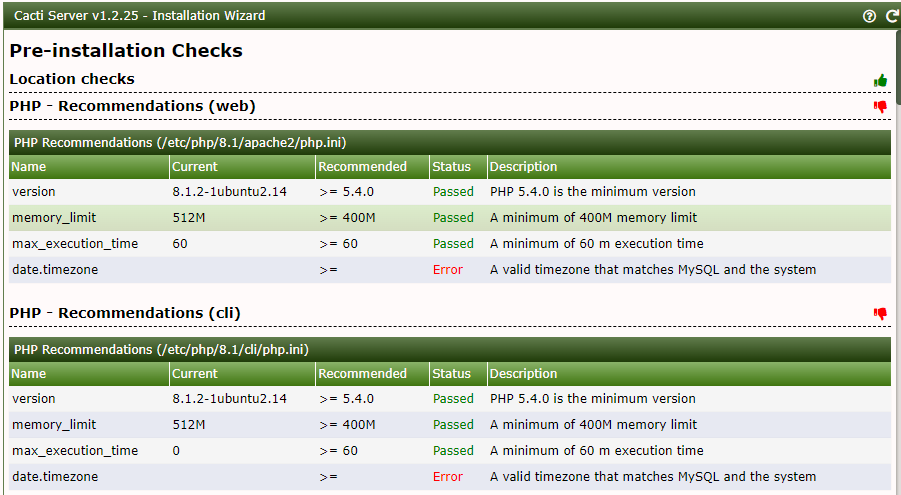 Cacti Server v1.2.25 - Installation Wizard
Pre-installation Checks
Location checks
PHP - Recommendations (web)
PHP Recommendations (/etc/php/8.1/apache2/php.ini)
Name Current Recommended Status Description
version 8.1.2-1ubuntu2.14 >= 5.4.0 Passed PHP 5.4.0 is the minimum version
memory_limit 512M >= 400M Passed A minimum of 400M memory limit
max_execution_time 60 >= 60 Passed A minimum of 60 m execution time
date.timezone >= Error A valid timezone that matches MySQL and the system
PHP - Recommendations (cli)
PHP Recommendations (/etc/php/8.1/cli/php.ini)
Name Current Recommended Status Description
version 8.1.2-1ubuntu2.14 >= 5.4.0 Passed PHP 5.4.0 is the minimum version
memory_limit 512M >= 400M Passed A minimum of 400M memory limit
max_execution_time 0 >= 60 Passed A minimum of 60 m execution time
date.timezone >= Error A valid timezone that matches MySQL and the system